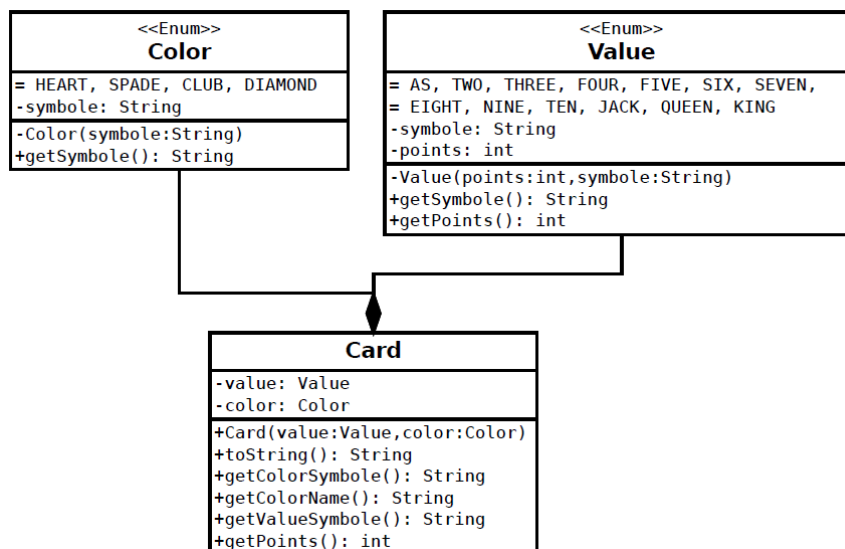 <<Enum>>
Color
= HEART, SPADE, CLUB, DIAMOND
-symbole: String
-Color(symbole:String)
+getSymbole(): String
<<Enum>>
Value
= AS, TWO, THREE, FOUR, FIVE, SIX, SEVEN,
= EIGHT, NINE, TEN, JACK, QUEEN, KING
-symbole: String
-points: int
-Value(points:int,symbole:String)
+getSymbole(): String
+getPoints(): int
Card
-value: Value
-color: Color
+Card(value:Value,color:Color)
+toString(): String
+getColorSymbole(): String
+getColorName(): String
+getValueSymbole(): String
+getPoints(): int